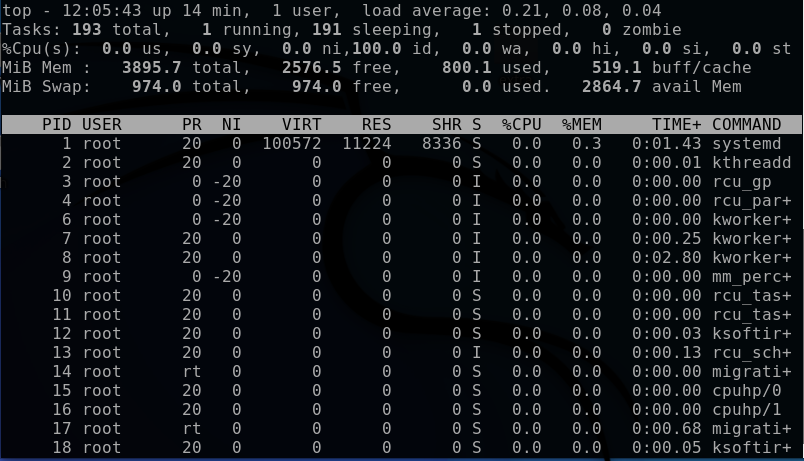 top - 12:05:43 up 14 min,  1 user,  load average: 0.21, 0.08, 0.04
Tasks: 193 total,   1 running, 191 sleeping,   1 stopped,   0 zombie
%Cpu(s):  0.0 us,  0.0 sy,  0.0 ni,100.0 id,  0.0 wa,  0.0 hi,  0.0 si,  0.0 st
MiB Mem :   3895.7 total,   2576.5 free,    800.1 used,    519.1 buff/cache
MiB Swap:    974.0 total,    974.0 free,      0.0 used.   2864.7 avail Mem
    PID USER      PR  NI    VIRT    RES    SHR S  %CPU  %MEM     TIME+ COMMAND
      1 root      20   0  100572  11224   8336 S   0.0   0.3   0:01.43 systemd
      2 root      20   0       0      0      0 S   0.0   0.0   0:00.01 kthreadd
      3 root       0 -20       0      0      0 I   0.0   0.0   0:00.00 rcu_gp
      4 root       0 -20       0      0      0 I   0.0   0.0   0:00.00 rcu_par+
      6 root       0 -20       0      0      0 I   0.0   0.0   0:00.00 kworker+
      7 root      20   0       0      0      0 I   0.0   0.0   0:00.25 kworker+
      8 root      20   0       0      0      0 I   0.0   0.0   0:02.80 kworker+
      9 root       0 -20       0      0      0 I   0.0   0.0   0:00.00 mm_perc+
     10 root      20   0       0      0      0 S   0.0   0.0   0:00.00 rcu_tas+
     11 root      20   0       0      0      0 S   0.0   0.0   0:00.00 rcu_tas+
     12 root      20   0       0      0      0 S   0.0   0.0   0:00.03 ksoftir+
     13 root      20   0       0      0      0 I   0.0   0.0   0:00.13 rcu_sch+
     14 root      rt   0       0      0      0 S   0.0   0.0   0:00.00 migrati+
     15 root      20   0       0      0      0 S   0.0   0.0   0:00.00 cpuhp/0
     16 root      20   0       0      0      0 S   0.0   0.0   0:00.00 cpuhp/1
     17 root      rt   0       0      0      0 S   0.0   0.0   0:00.68 migrati+
     18 root      20   0       0      0      0 S   0.0   0.0   0:00.05 ksoftir+